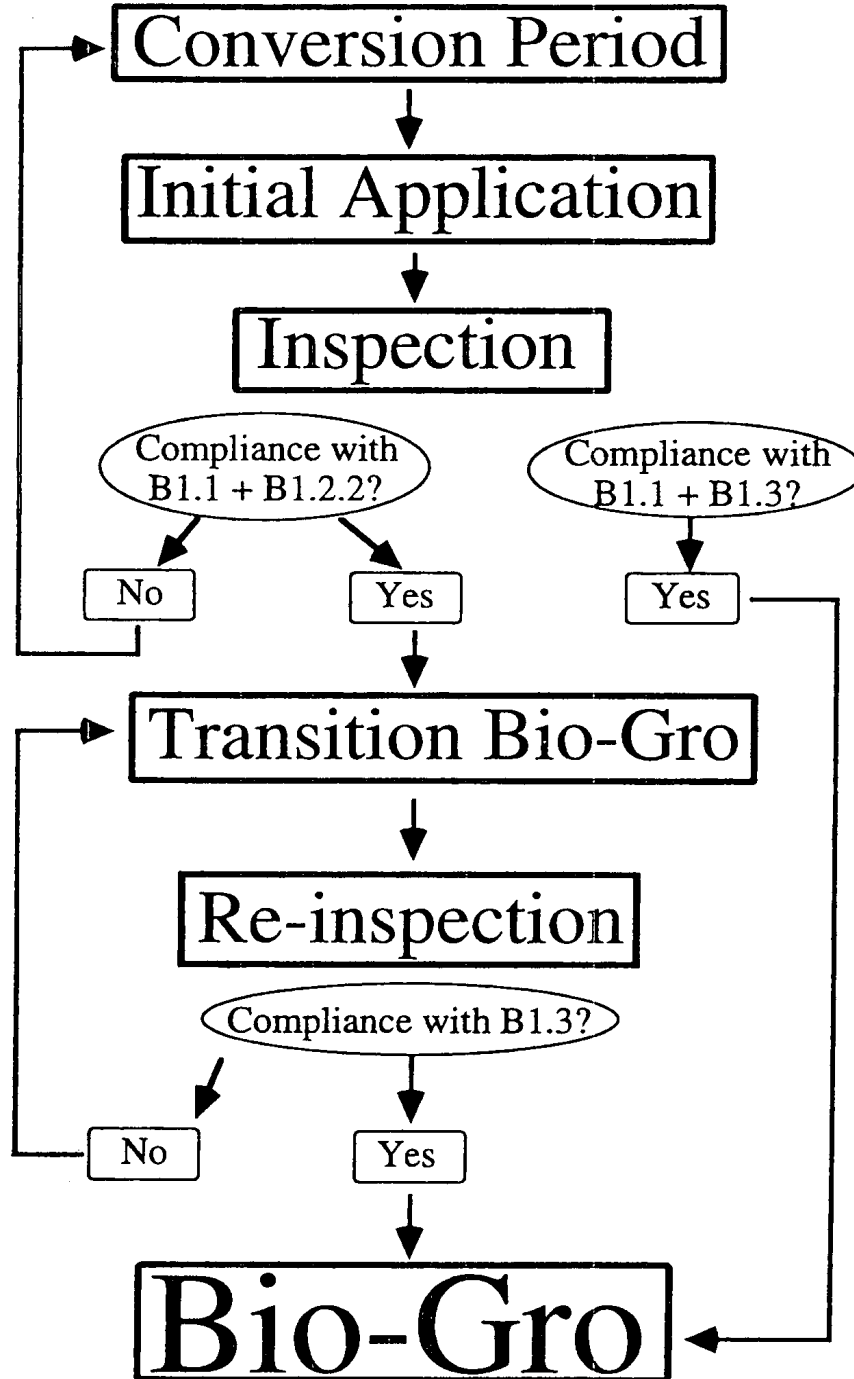 Conversion Period
Initial Application
Inspection
Compliance with
B1.1 + B1.2.2?
Compliance with
B1.1 + B1.3?
No
Yes
Yes
Transition Bio-Gro
Re-inspection
Compliance with B1.3?
No
Yes
Bio-Gro